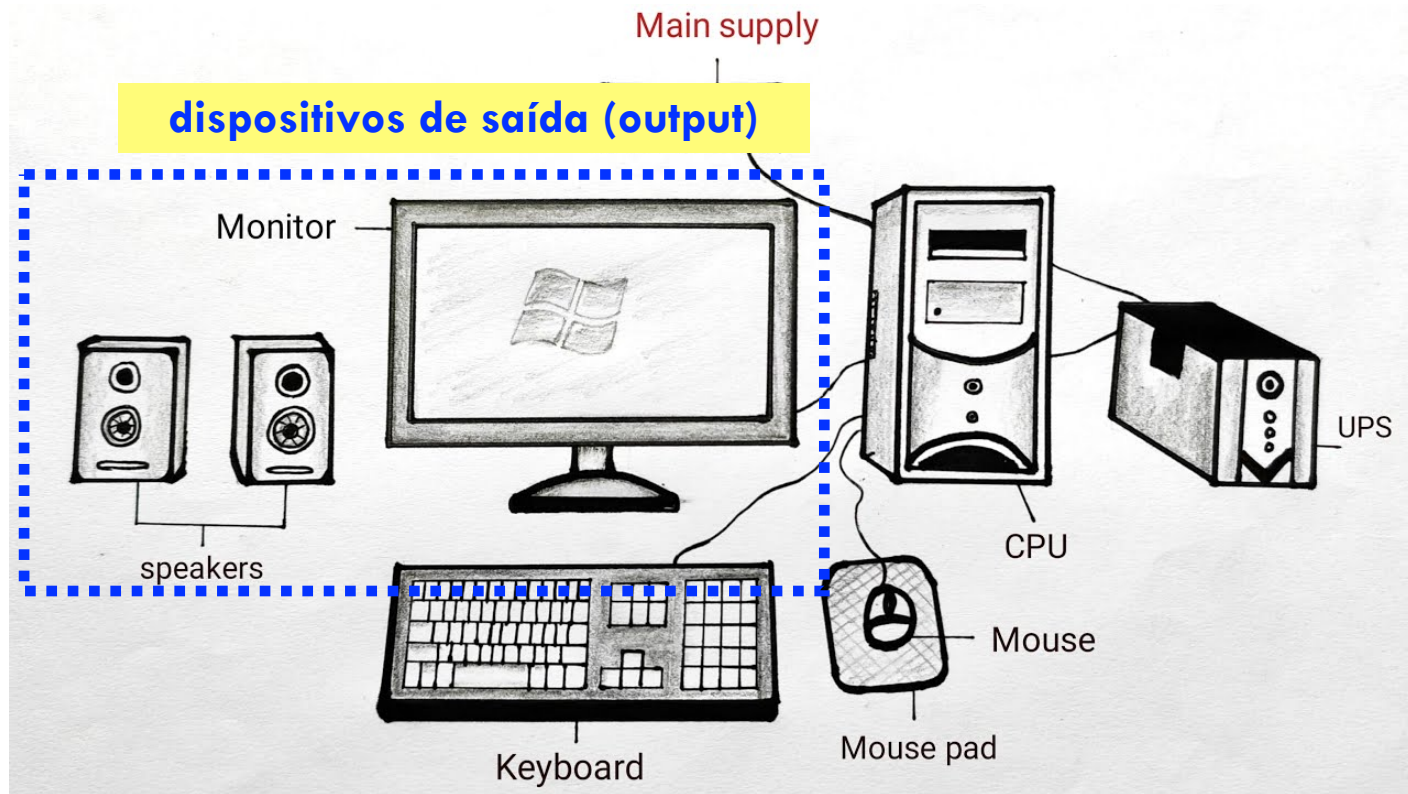 Main supply
dispositivos de saída (output)
Monitor
UPS
CPU
speakers
Mouse
Mouse pad
Keyboard